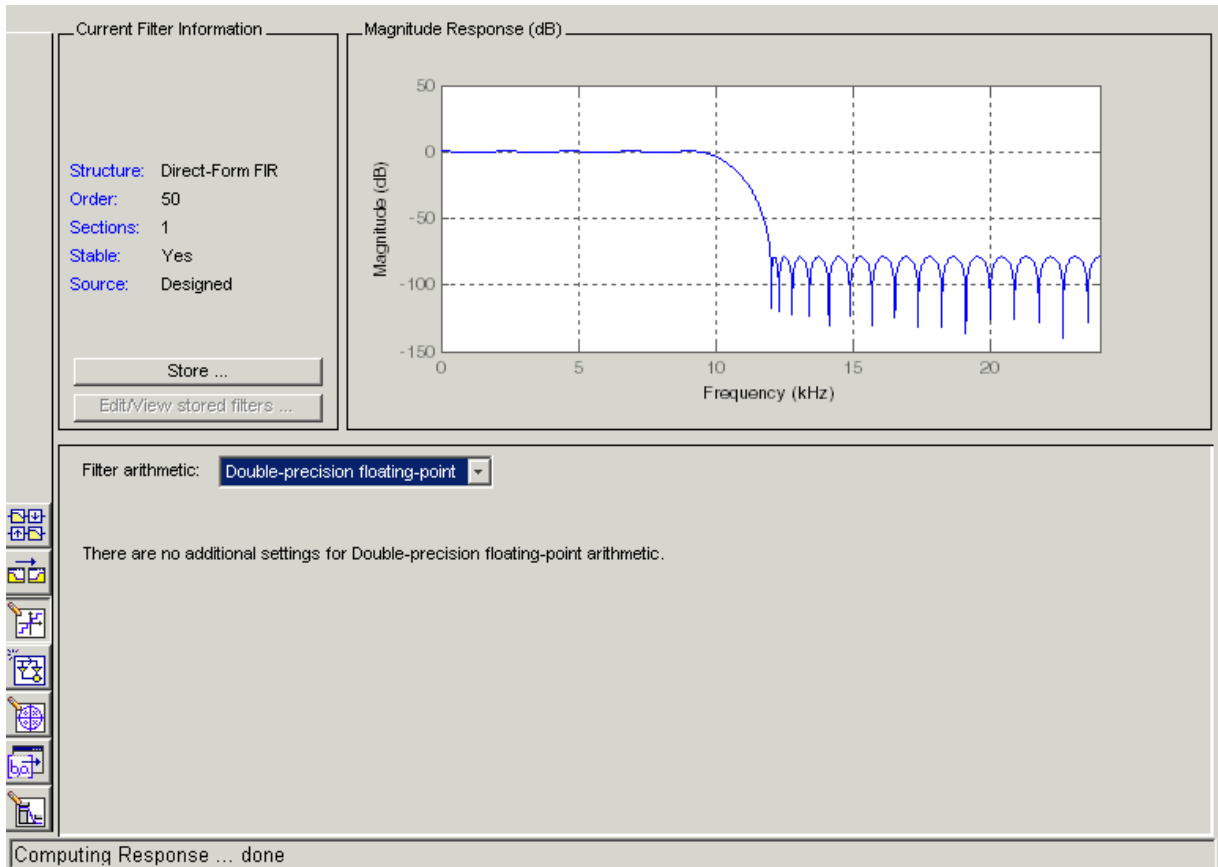 Current Filter Information
Structure: Direct-Form FIR
Order: 50
Sections: 1
Stable: Yes
Source: Designed
Store ...
Edit/View stored filters ...
Magnitude Response (dB)
50
0
-50
-100
-150
Magnitude (dB)
0 5 10 15 20
Frequency (kHz)
Filter arithmetic: Double-precision floating-point
There are no additional settings for Double-precision floating-point arithmetic.
[b,a]
Computing Response ... done